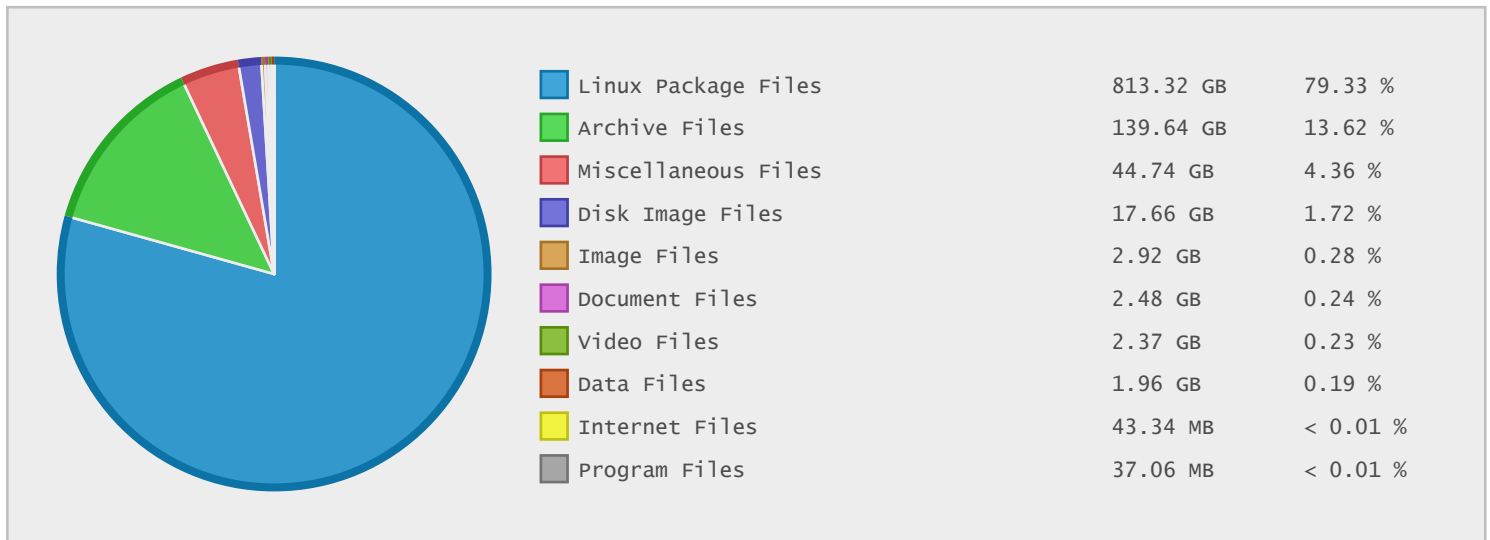 Linux Package Files 813.32 GB 79.33 %
Archive Files 139.64 GB 13.62 %
Miscellaneous Files 44.74 GB 4.36 %
Disk Image Files 17.66 GB 1.72 %
Image Files 2.92 GB 0.28 %
Document Files 2.48 GB 0.24 %
Video Files 2.37 GB 0.23 %
Data Files 1.96 GB 0.19 %
Internet Files 43.34 MB < 0.01 %
Program Files 37.06 MB < 0.01 %